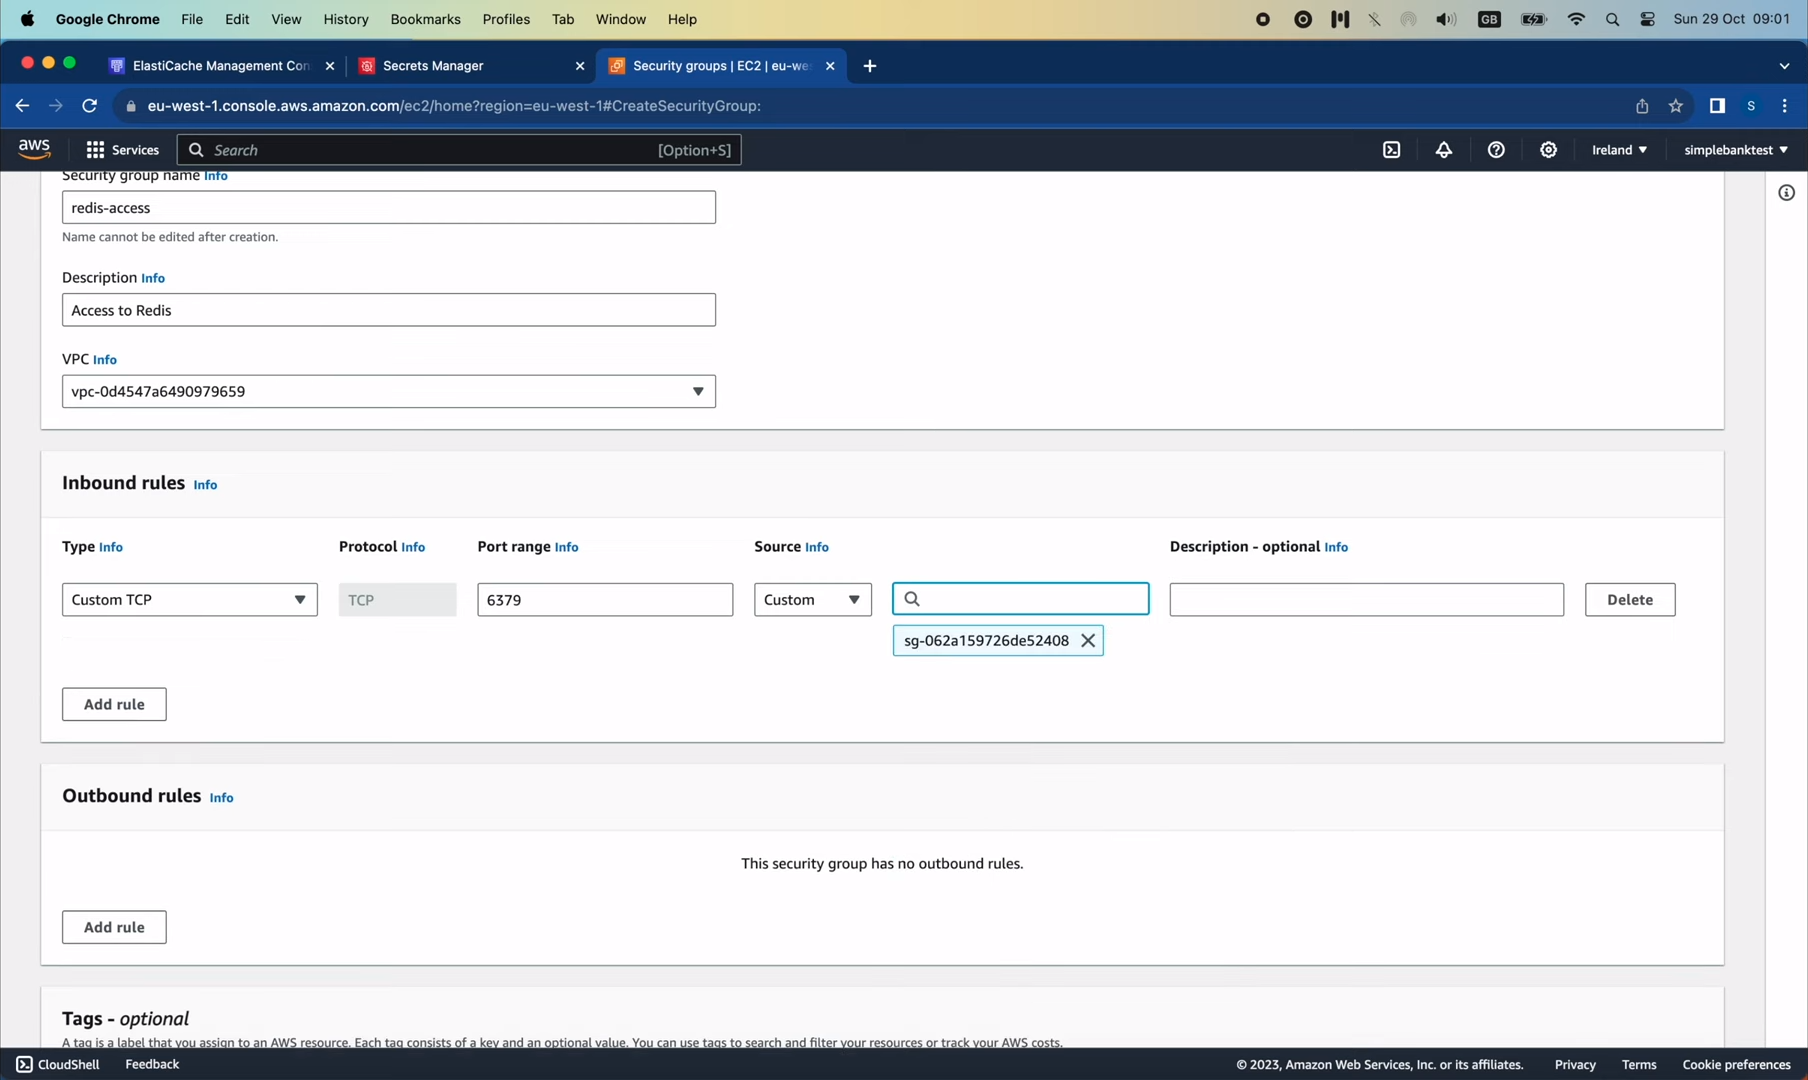 Google Chrome File Edit View History Bookmarks Profiles Tab Window Help GB Sun 29 Oct 09:01
ElastiCache Management Con Secrets Manager Security groups | EC2 | eu-we
eu-west-1.console.aws.amazon.com/ec2/home?region=eu-west-1#CreateSecurityGroup: S
aws Services Search [Option+S] Ireland simplebanktest
Security group name Info
redis-access
Name cannot be edited after creation.
Description Info
Access to Redis
VPC Info
vpc-0d4547a6490979659
Inbound rules Info
Type Info Protocol Info Port range Info Source Info Description - optional Info
Custom TCP TCP 6379 Custom Delete
sg-062a159726de52408
Add rule
Outbound rules Info
This security group has no outbound rules.
Add rule
Tags - optional
A tag is a label that you assign to an AWS resource. Each tag consists of a key and an optional value. You can use tags to search and filter your resources or track your AWS costs.
CloudShell Feedback © 2023, Amazon Web Services, Inc. or its affiliates. Privacy Terms Cookie preferences